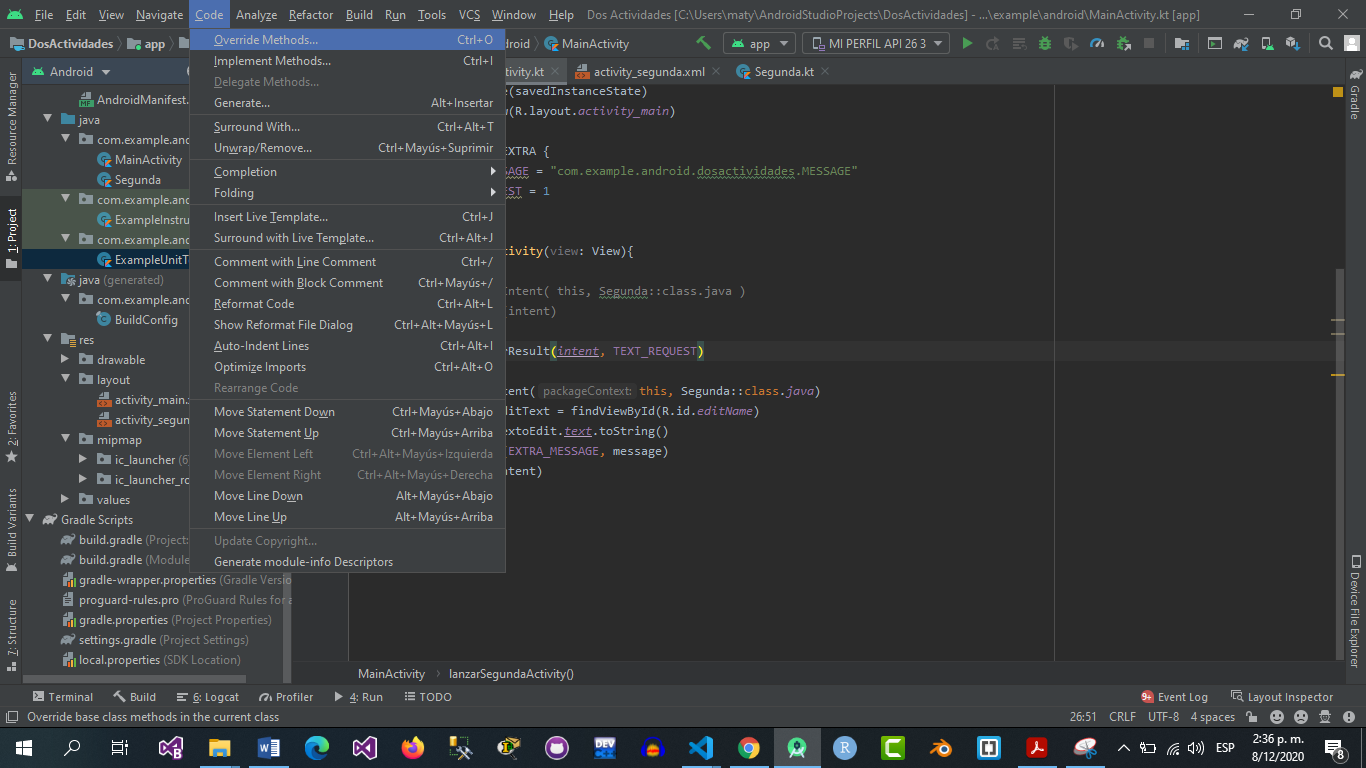 File Edit View Navigate Code Analyze Refactor Build Run Tools VCS Window Help Dos Actividades [C:\Users\maty\AndroidStudioProjects\DosActividades] - ...\example\android\MainActivity.kt [app]
DosActividades app droid MainActivity app MI PERFIL API 26 3
Android tivity.kt activity_segunda.xml Segunda.kt
Resource Manager
1: Project
2: Favorites
Build Variants
7: Structure
AndroidManifest.
java
com.example.and
MainActivity
Segunda
com.example.and
ExampleInstru
com.example.and
ExampleUnitT
java (generated)
com.example.and
BuildConfig
res
drawable
layout
activity_main.
activity_segun
mipmap
ic_launcher (6
ic_launcher_ro
values
Gradle Scripts
build.gradle (Project:
build.gradle (Module
gradle-wrapper.properties (Gradle Versio
proguard-rules.pro (ProGuard Rules for a
gradle.properties (Project Properties)
settings.gradle (Project Settings)
local.properties (SDK Location)
Override Methods... Ctrl+O
Implement Methods... Ctrl+I
Delegate Methods...
Generate... Alt+Insertar
Surround With... Ctrl+Alt+T
Unwrap/Remove... Ctrl+Mayús+Suprimir
Completion
Folding
Insert Live Template... Ctrl+J
Surround with Live Template... Ctrl+Alt+J
Comment with Line Comment Ctrl+/
Comment with Block Comment Ctrl+Mayús+/
Reformat Code Ctrl+Alt+L
Show Reformat File Dialog Ctrl+Alt+Mayús+L
Auto-Indent Lines Ctrl+Alt+I
Optimize Imports Ctrl+Alt+O
Rearrange Code
Move Statement Down Ctrl+Mayús+Abajo
Move Statement Up Ctrl+Mayús+Arriba
Move Element Left Ctrl+Alt+Mayús+Izquierda
Move Element Right Ctrl+Alt+Mayús+Derecha
Move Line Down Alt+Mayús+Abajo
Move Line Up Alt+Mayús+Arriba
Update Copyright...
Generate module-info Descriptors
e(savedInstanceState)
w(R.layout.activity_main)
EXTRA {
SAGE = "com.example.android.dosactividades.MESSAGE"
EST = 1
tivity(view: View){
Intent( this, Segunda::class.java )
(intent)
rResult(intent, TEXT_REQUEST)
tent( packageContext: this, Segunda::class.java)
ditText = findViewById(R.id.editName)
extoEdit.text.toString()
(EXTRA_MESSAGE, message)
ntent)
Gradle
Device File Explorer
MainActivity lanzarSegundaActivity()
Terminal Build 6: Logcat Profiler 4: Run TODO 9+ Event Log Layout Inspector
Override base class methods in the current class 26:51 CRLF UTF-8 4 spaces
DEV R C ESP 2:36 p. m.
8/12/2020 8